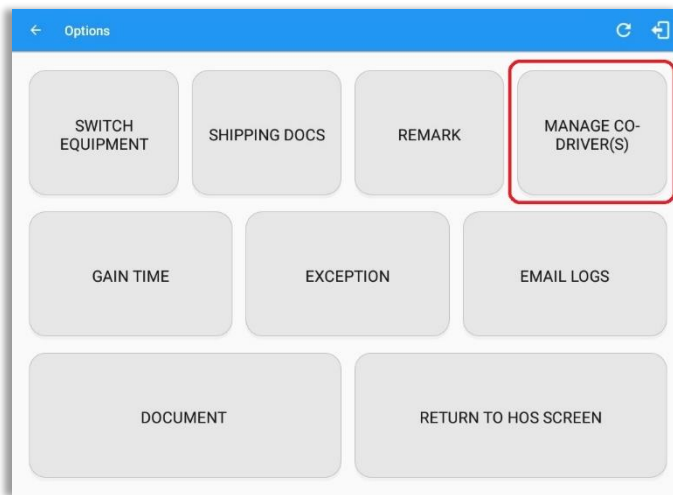 Options
SWITCH
EQUIPMENT
SHIPPING DOCS
REMARK
MANAGE CO-
DRIVER(S)
GAIN TIME
EXCEPTION
EMAIL LOGS
DOCUMENT
RETURN TO HOS SCREEN